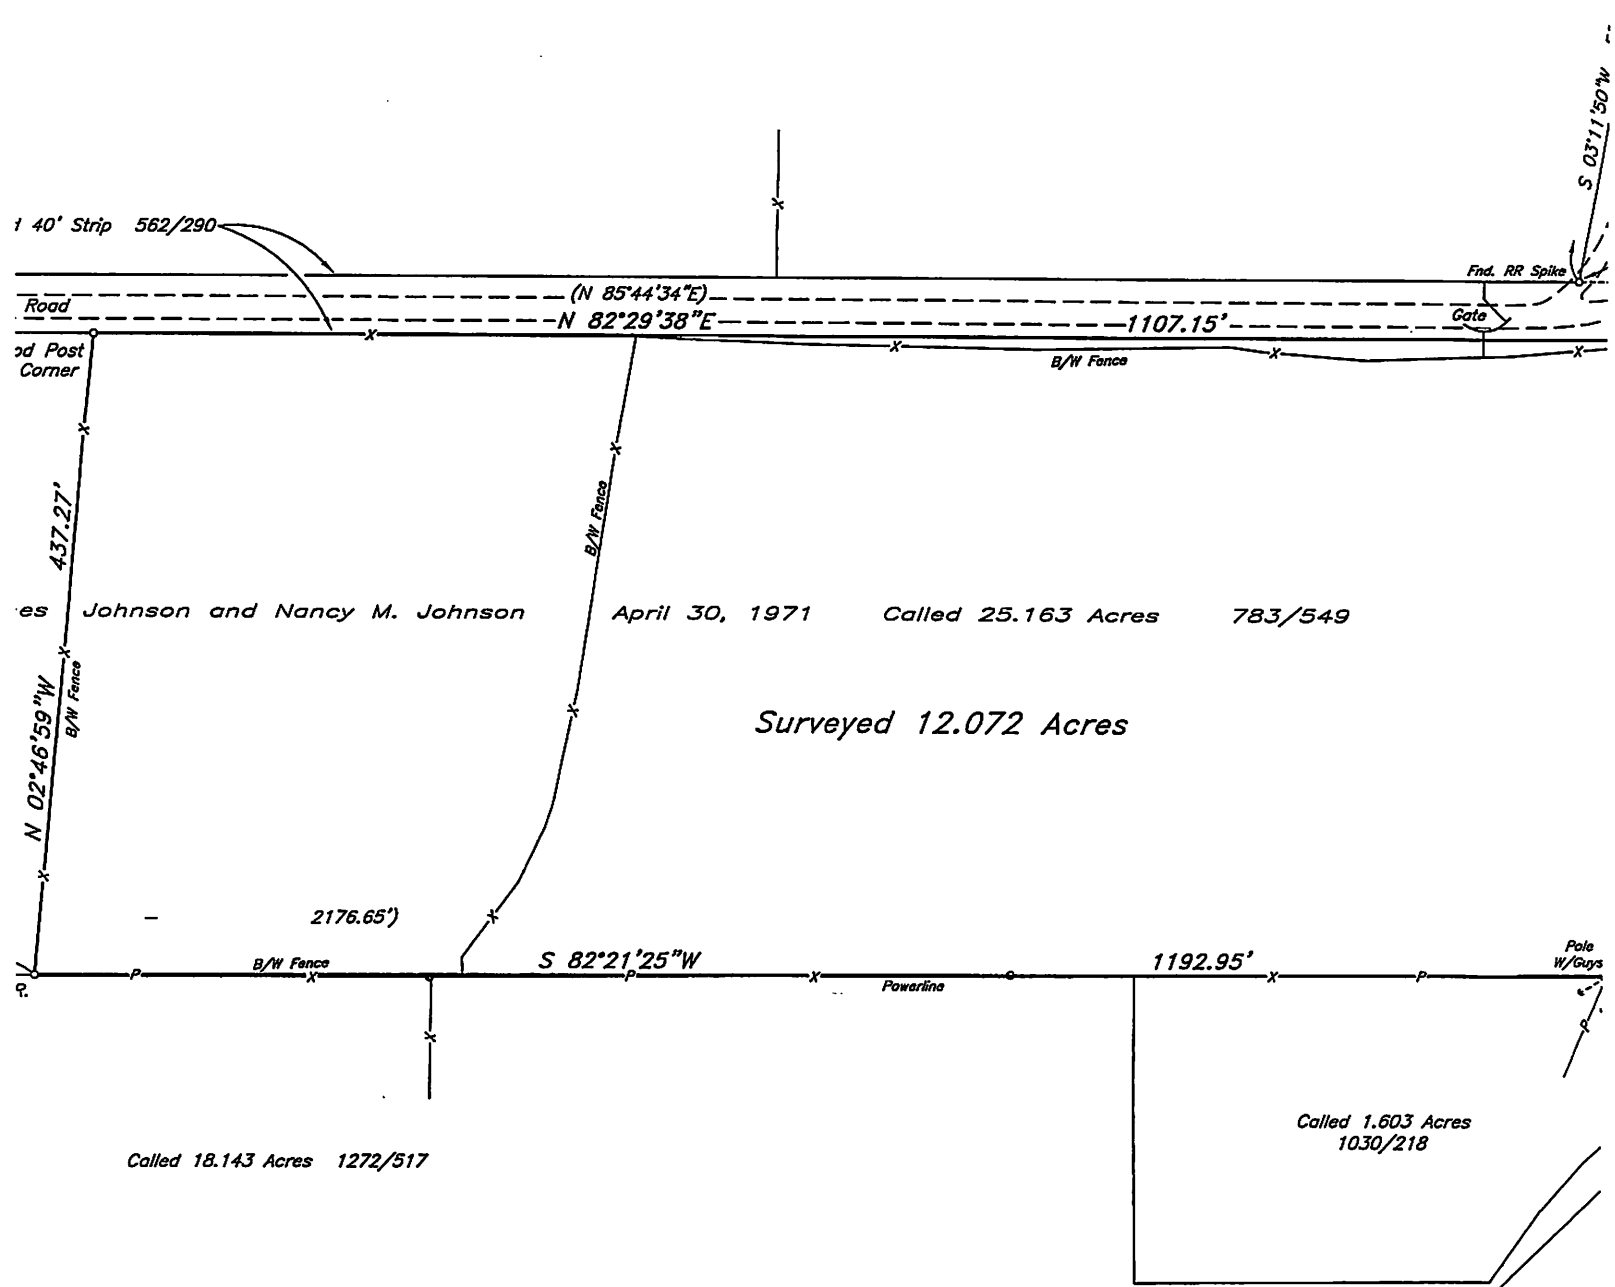 S 03°11'50"W
40' Strip 562/290
Fnd. RR Spike
(N 85°44'34"E)
Road
N 82°29'38"E
1107.15'
Gate
Post
Corner
B/W Fence
437.27'
B/W Fence
Johnson and Nancy M. Johnson April 30, 1971 Called 25.163 Acres 783/549
B/W Fence
N 02°46'59"W
Surveyed 12.072 Acres
– 2176.65')
B/W Fence
S 82°21'25"W
1192.95'
Pole
W/Guys
Powerline
Called 1.603 Acres
1030/218
Called 18.143 Acres 1272/517